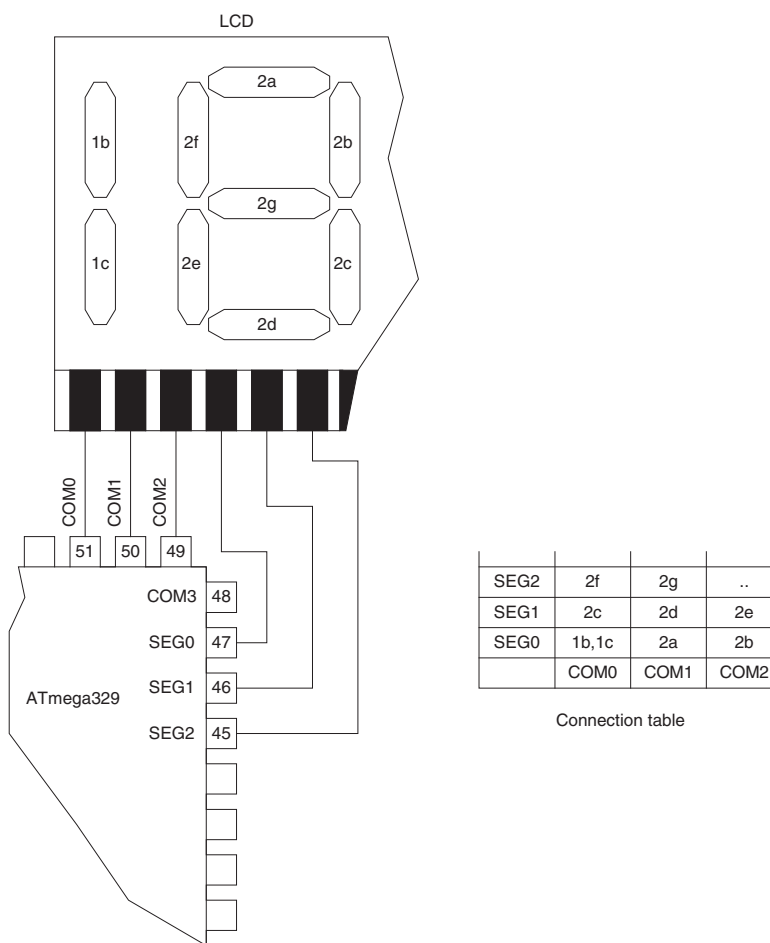 LCD
2a
1b
2f
2b
2g
1c
2e
2c
2d
COM0
COM1
COM2
51
50
49
COM3
48
SEG0
47
ATmega329
SEG1
46
SEG2
45
SEG2 2f 2g ..
SEG1 2c 2d 2e
SEG0 1b,1c 2a 2b
COM0 COM1 COM2
Connection table